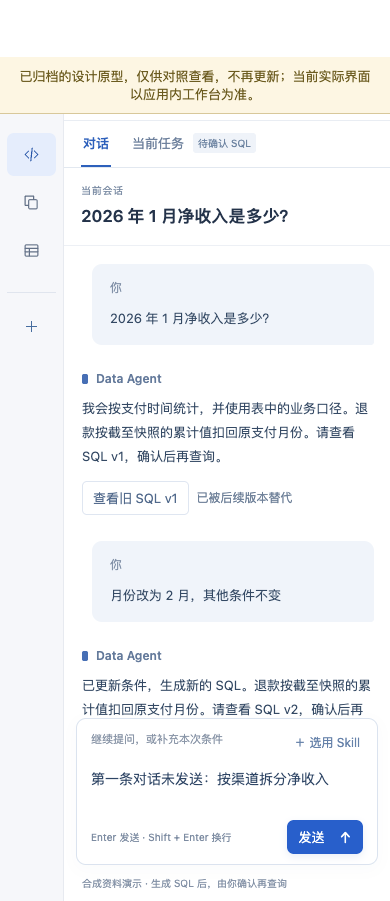 已归档的设计原型，仅供对照查看，不再更新；当前实际界面
以应用内工作台为准。
对话
当前任务
待确认 SQL
当前会话
2026 年 1 月净收入是多少?
你
2026 年 1 月净收入是多少?
Data Agent
我会按支付时间统计，并使用表中的业务口径。退
款按截至快照的累计值扣回原支付月份。请查看
SQL v1，确认后再查询。
查看旧 SQL v1
已被后续版本替代
你
月份改为 2 月，其他条件不变
Data Agent
已更新条件，生成新的 SQL。退款按截至快照的累
计值扣回原支付月份。请查看 SQL v2，确认后再
继续提问，或补充本次条件
+ 选用 Skill
第一条对话未发送：按渠道拆分净收入
Enter 发送 · Shift + Enter 换行
发送 ↑
合成资料演示 · 生成 SQL 后，由你确认再查询